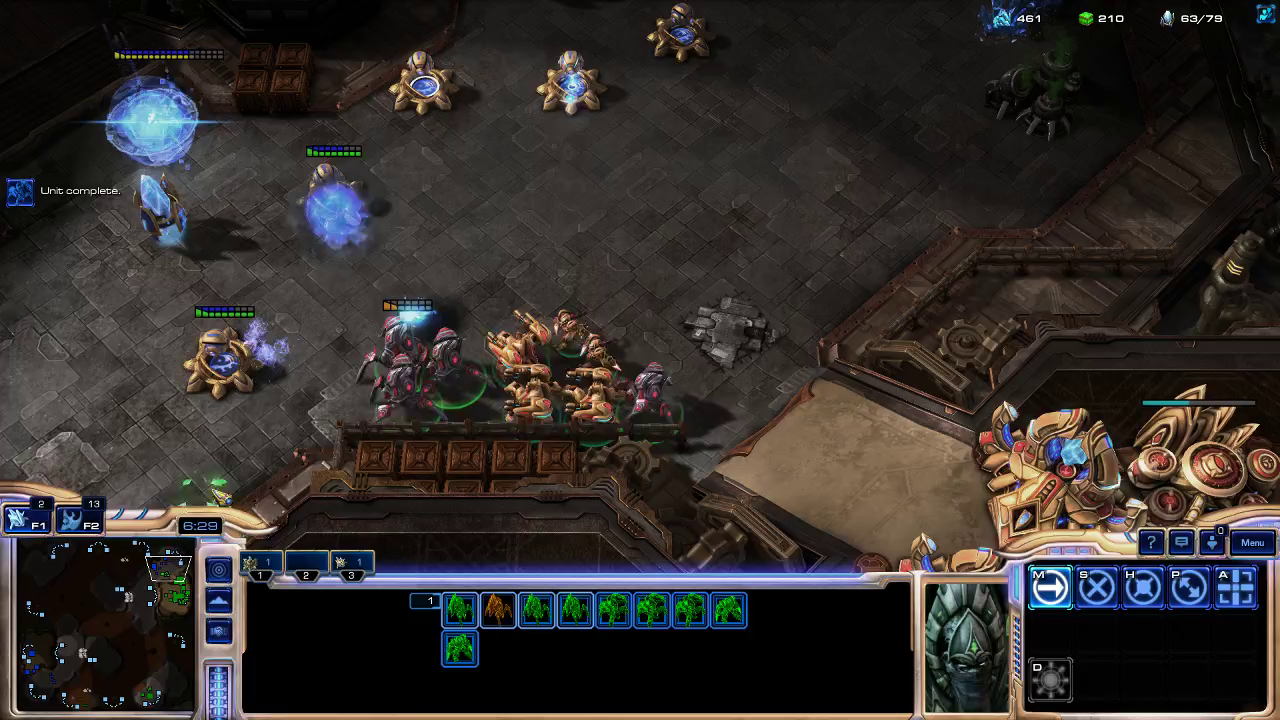 461 210 63/79
Unit complete.
2 13
F1 F2
6:29
0
? Menu
1 1
1 2 3
1
M S H P A
D